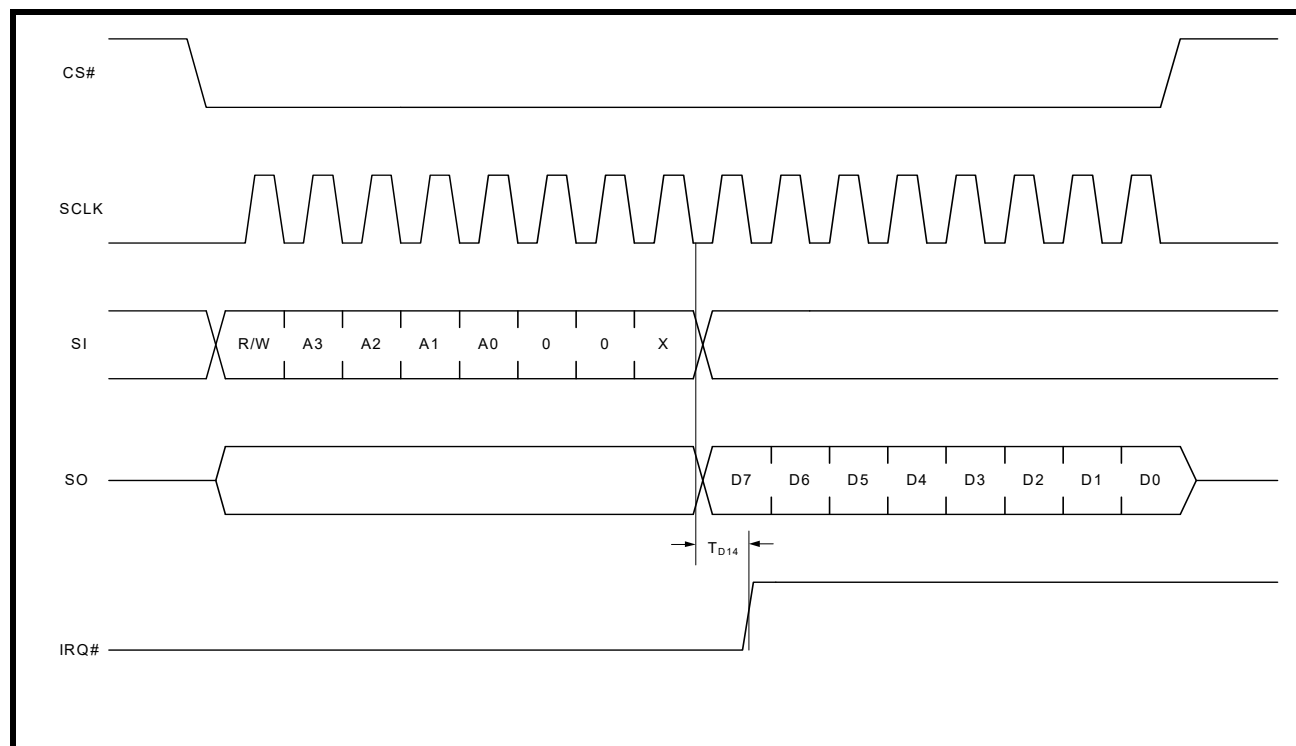 CS#
SCLK
SI R/W A3 A2 A1 A0 0 0 X
SO D7 D6 D5 D4 D3 D2 D1 D0
TD14
IRQ#